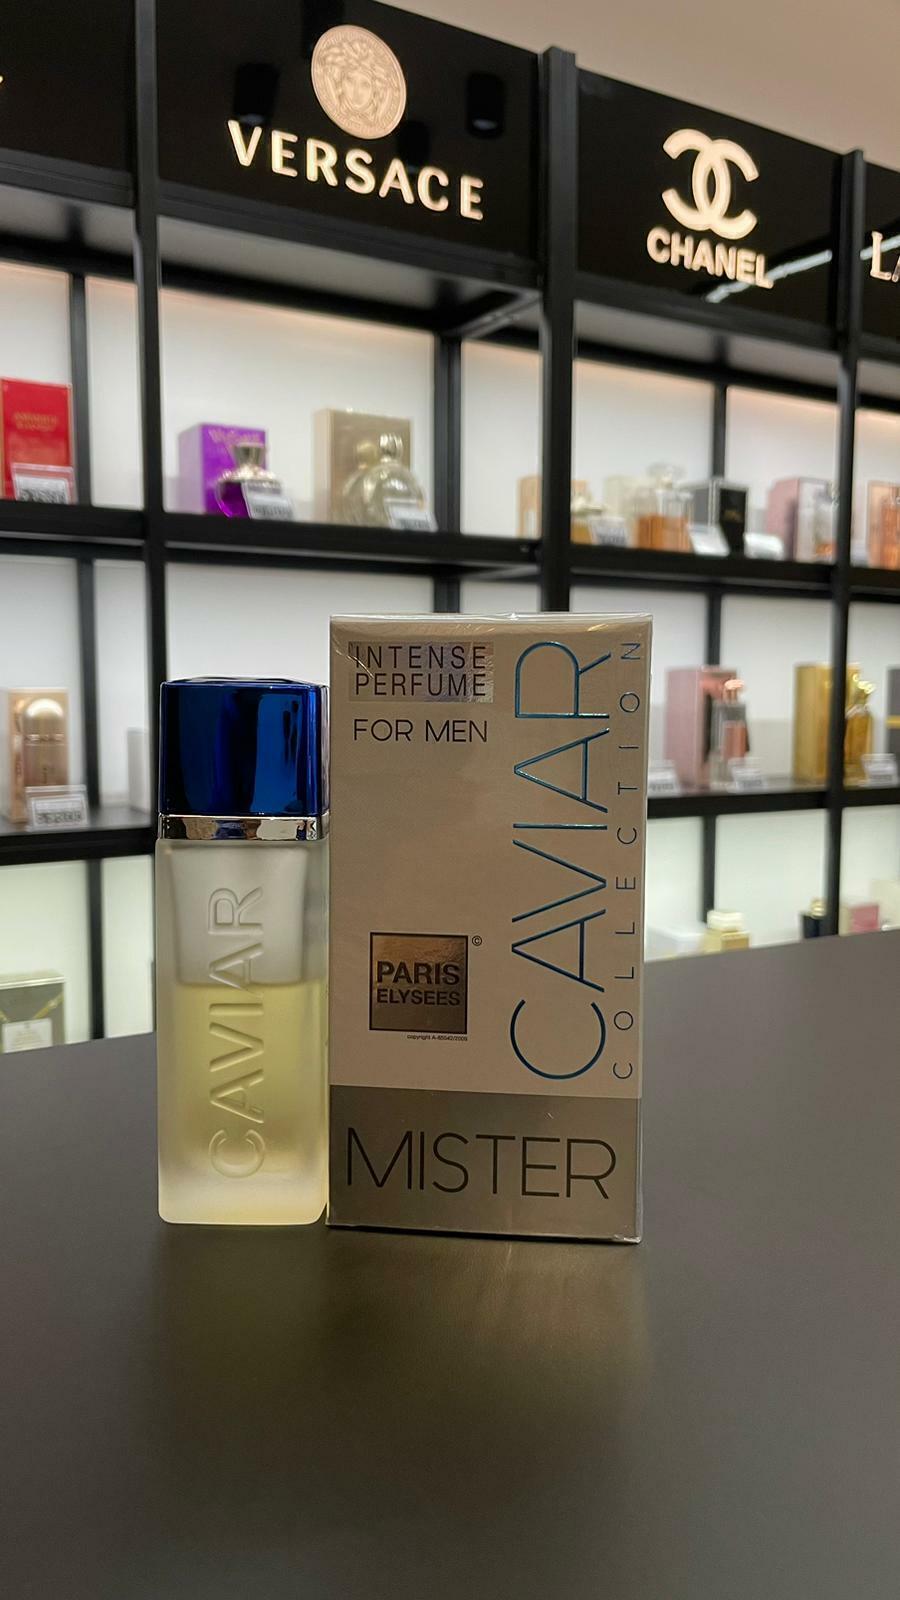 VERSACE
CHANEL
INTENSE
PERFUME
FOR MEN
CAVIAR
COLLECTION
PARIS
ELYSEES
©
MISTER
CAVIAR